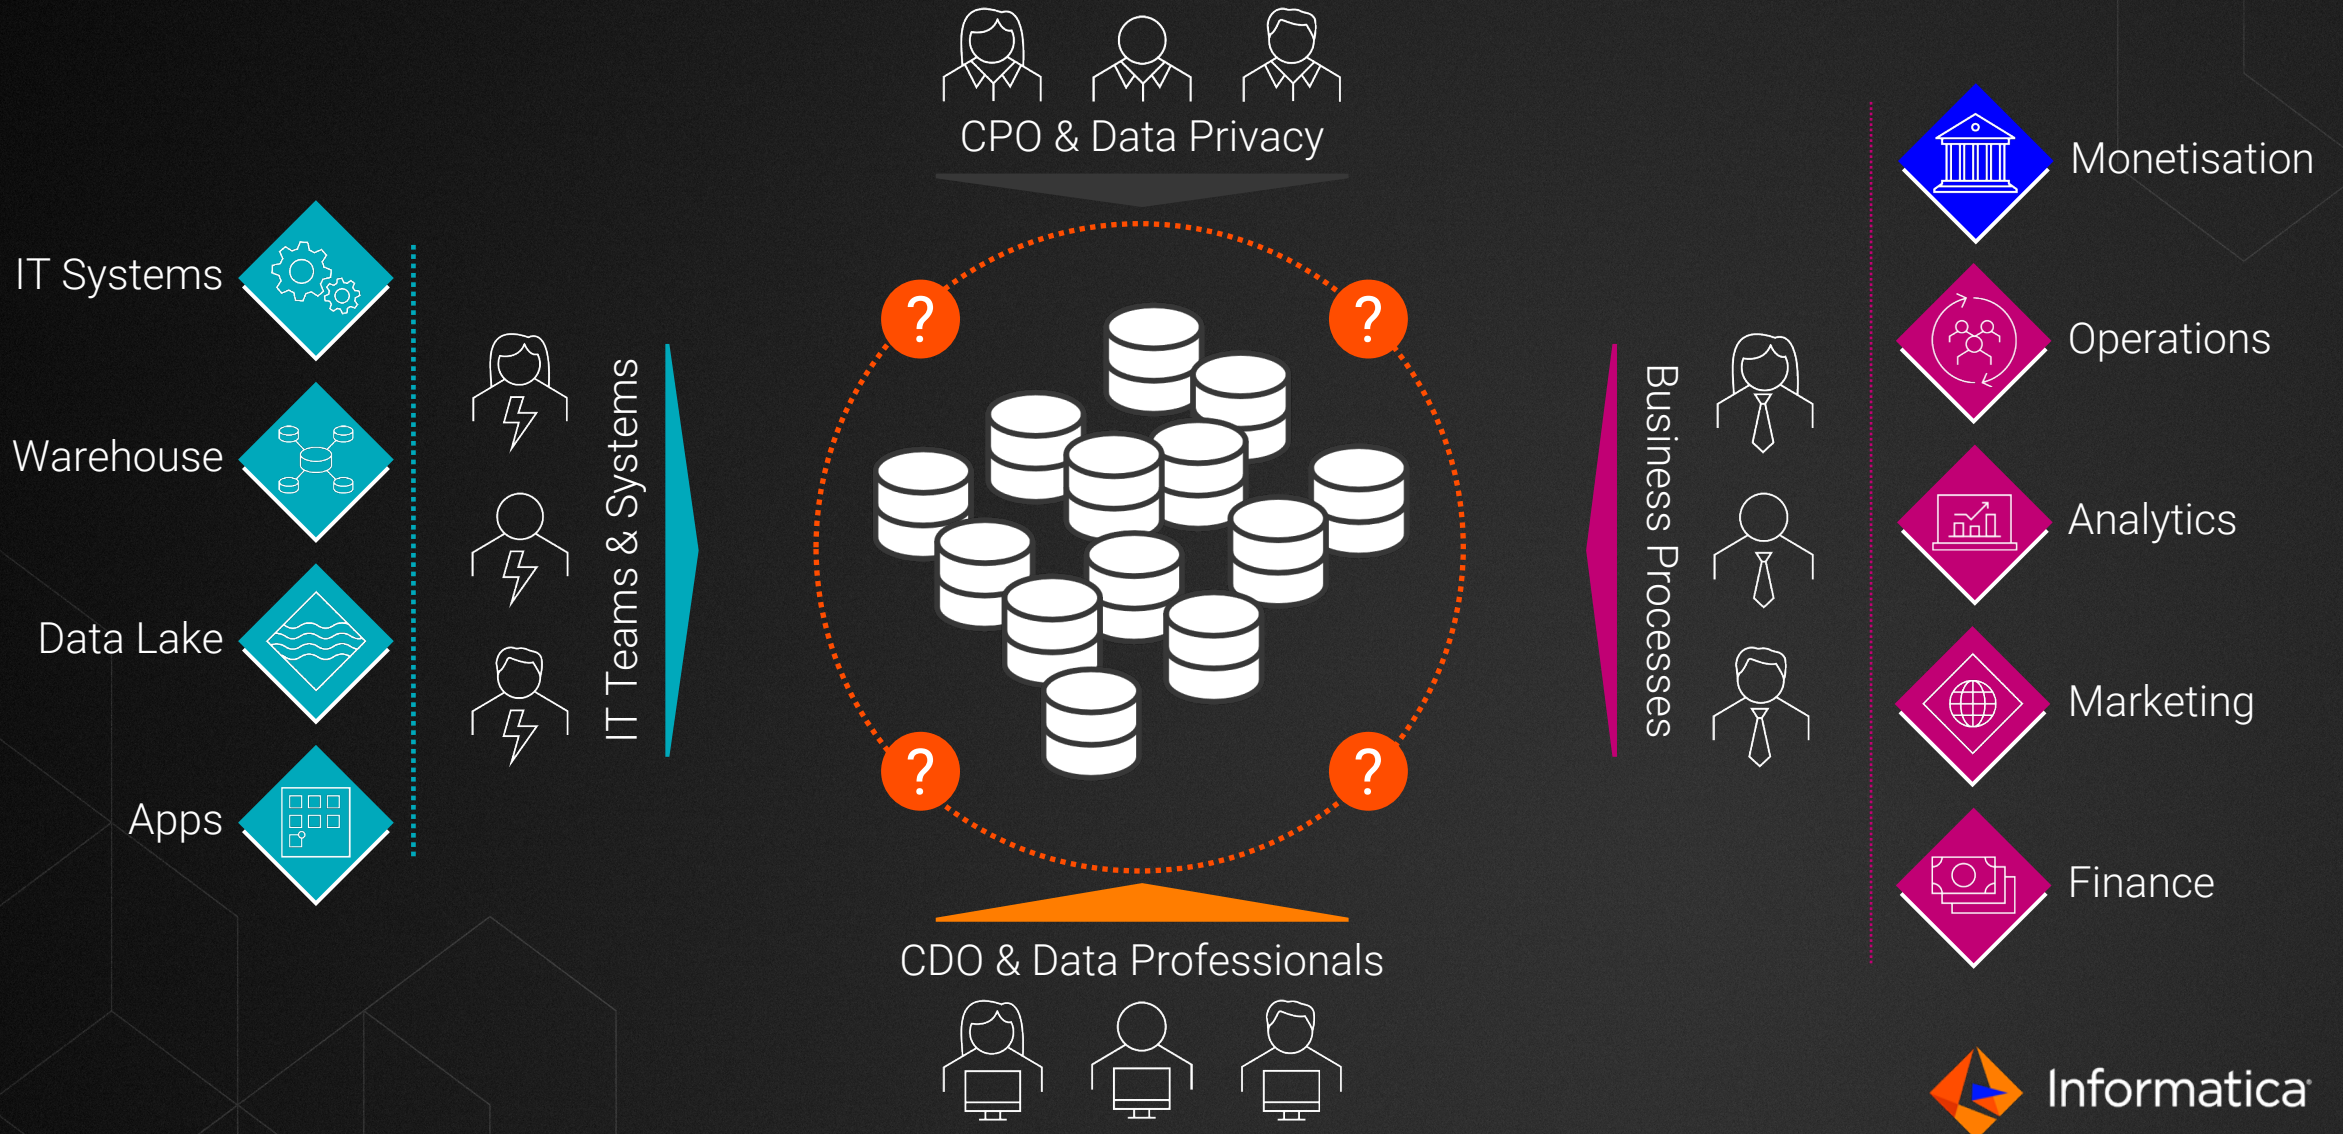 CPO & Data Privacy
IT Systems
Warehouse
Data Lake
Apps
IT Teams & Systems
?
?
?
?
Business Processes
Monetisation
Operations
Analytics
Marketing
Finance
CDO & Data Professionals
Informatica